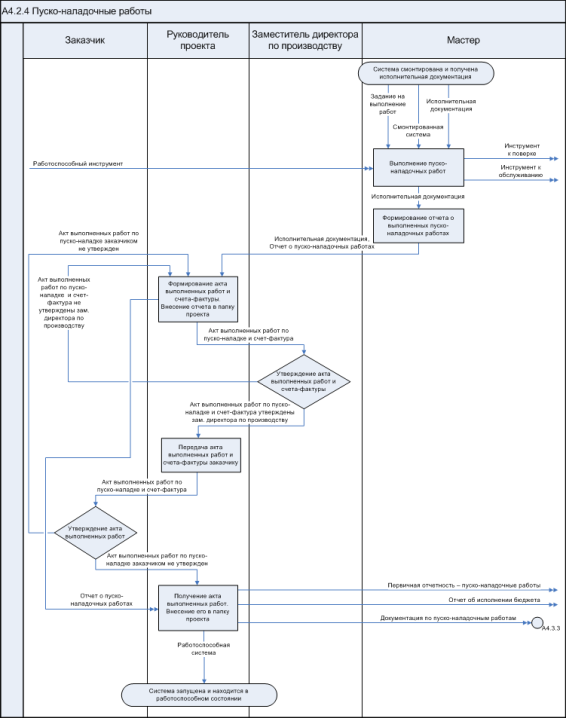 А4.2.4 Пуско-наладочные работы
Заказчик
Руководитель
проекта
Заместитель директора
по производству
Мастер
Система смонтирована и получена
исполнительная документация
Задание на
выполнение
работ
Исполнительная
документация
Смонтированная
система
Инструмент
к поверке
Работоспособный инструмент
Выполнение пуско-
наладочных работ
Инструмент к
обслуживанию
Исполнительная документация
Формирование отчета о
выполненных пуско-
наладочных работах
Акт выполненных работ по
пуско-наладке заказчиком
не утвержден
Исполнительная документация,
Отчет о пуско-наладочных работах
Акт выполненных
работ по пуско-
наладке и счет-
фактура не
утверждены зам.
директора по
производству
Формирование акта
выполненных работ и
счета-фактуры
Внесение отчета в папку
проекта
Акт выполненных работ по
пуско-наладке и счет-фактура
Утверждение акта
выполненных работ и
счета-фактуры
Акт выполненных работ по пуско-
наладке и счет-фактура утверждены
зам. директора по производству
Передача акта
выполненных работ и
счета-фактуры заказчику
Акт выполненных работ по
пуско-наладке и счет-фактура
Утверждение акта
выполненных работ
Акт выполненных работ по пуско-
наладке заказчиком не утвержден
Отчет о пуско-
наладочных работах
Получение акта
выполненных работ.
Внесение его в папку
проекта
Первичная отчетность – пуско-наладочные работы
Отчет об исполнении бюджета
Документация по пуско-наладочным работам
А4.3.3
Работоспособная
система
Система запущена и находится в
работоспособном состоянии